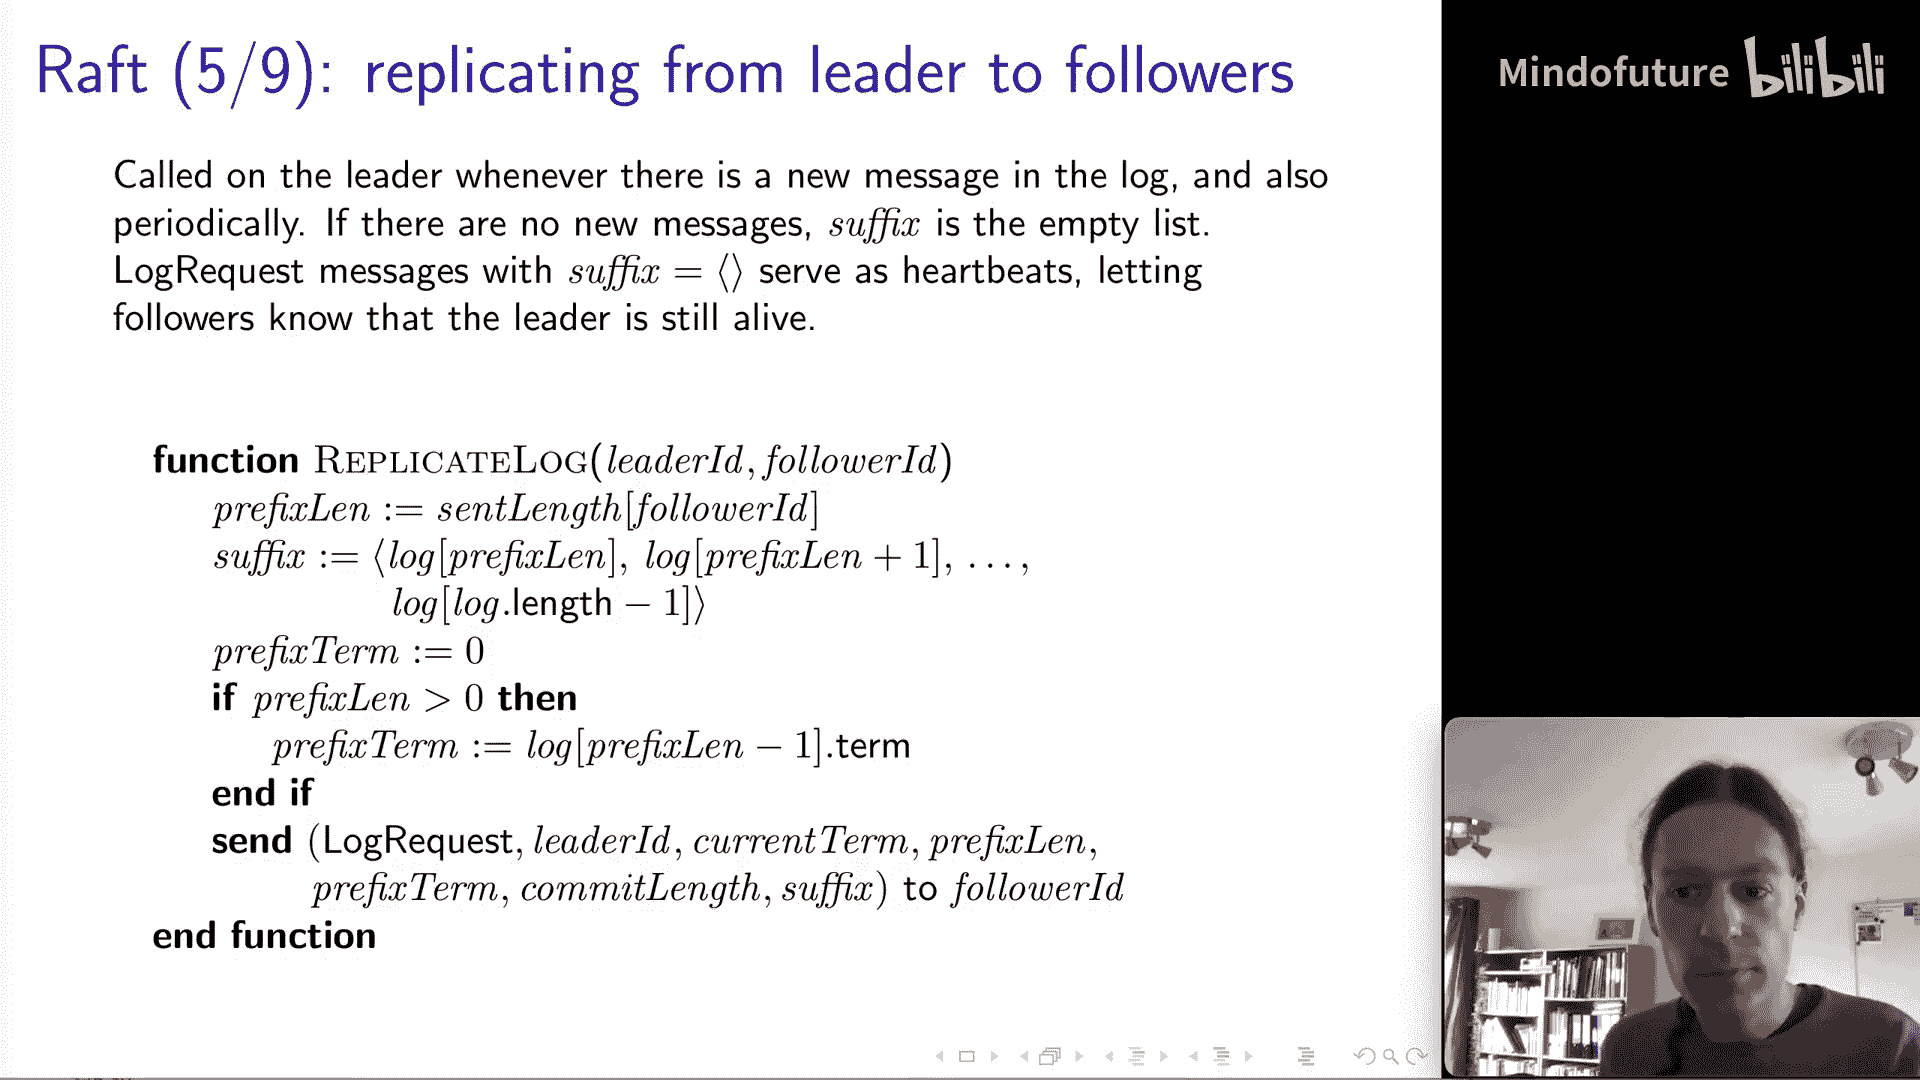 Raft (5/9): replicating from leader to followers
Mindofuture bilibili
Called on the leader whenever there is a new message in the log, and also
periodically. If there are no new messages, suffix is the empty list.
LogRequest messages with suffix = ⟨⟩ serve as heartbeats, letting
followers know that the leader is still alive.
function REPLICATELOG(leaderId, followerId)
prefixLen := sentLength[followerId]
suffix := ⟨log[prefixLen], log[prefixLen + 1], . . . ,
log[log.length − 1]⟩
prefixTerm := 0
if prefixLen > 0 then
prefixTerm := log[prefixLen − 1].term
end if
send (LogRequest, leaderId, currentTerm, prefixLen,
prefixTerm, commitLength, suffix) to followerId
end function